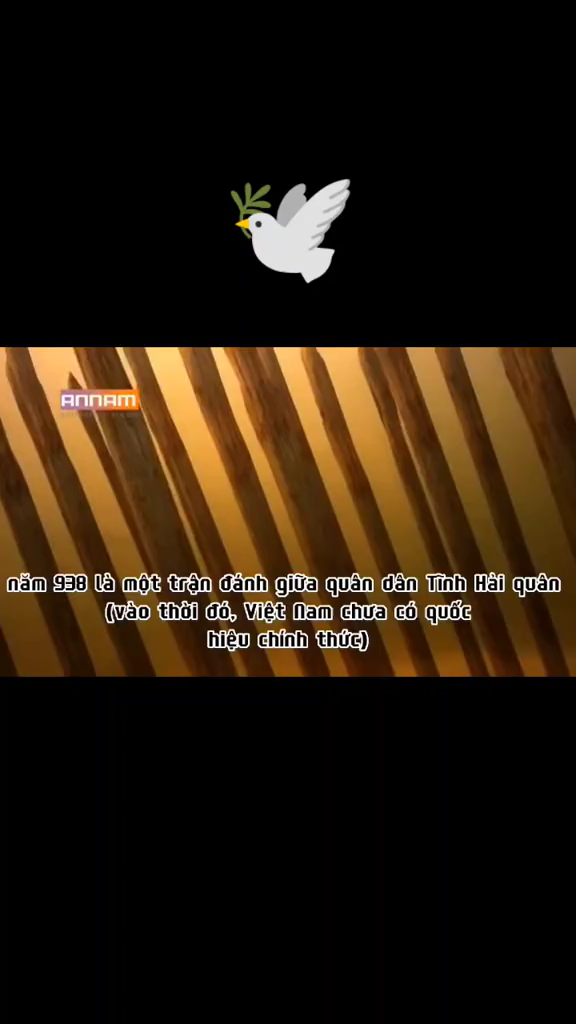 ANNAM
năm 938 là một trận đánh giữa quân dân Tĩnh Hải quân
(vào thời đó, Việt Nam chưa có quốc
hiệu chính thức)